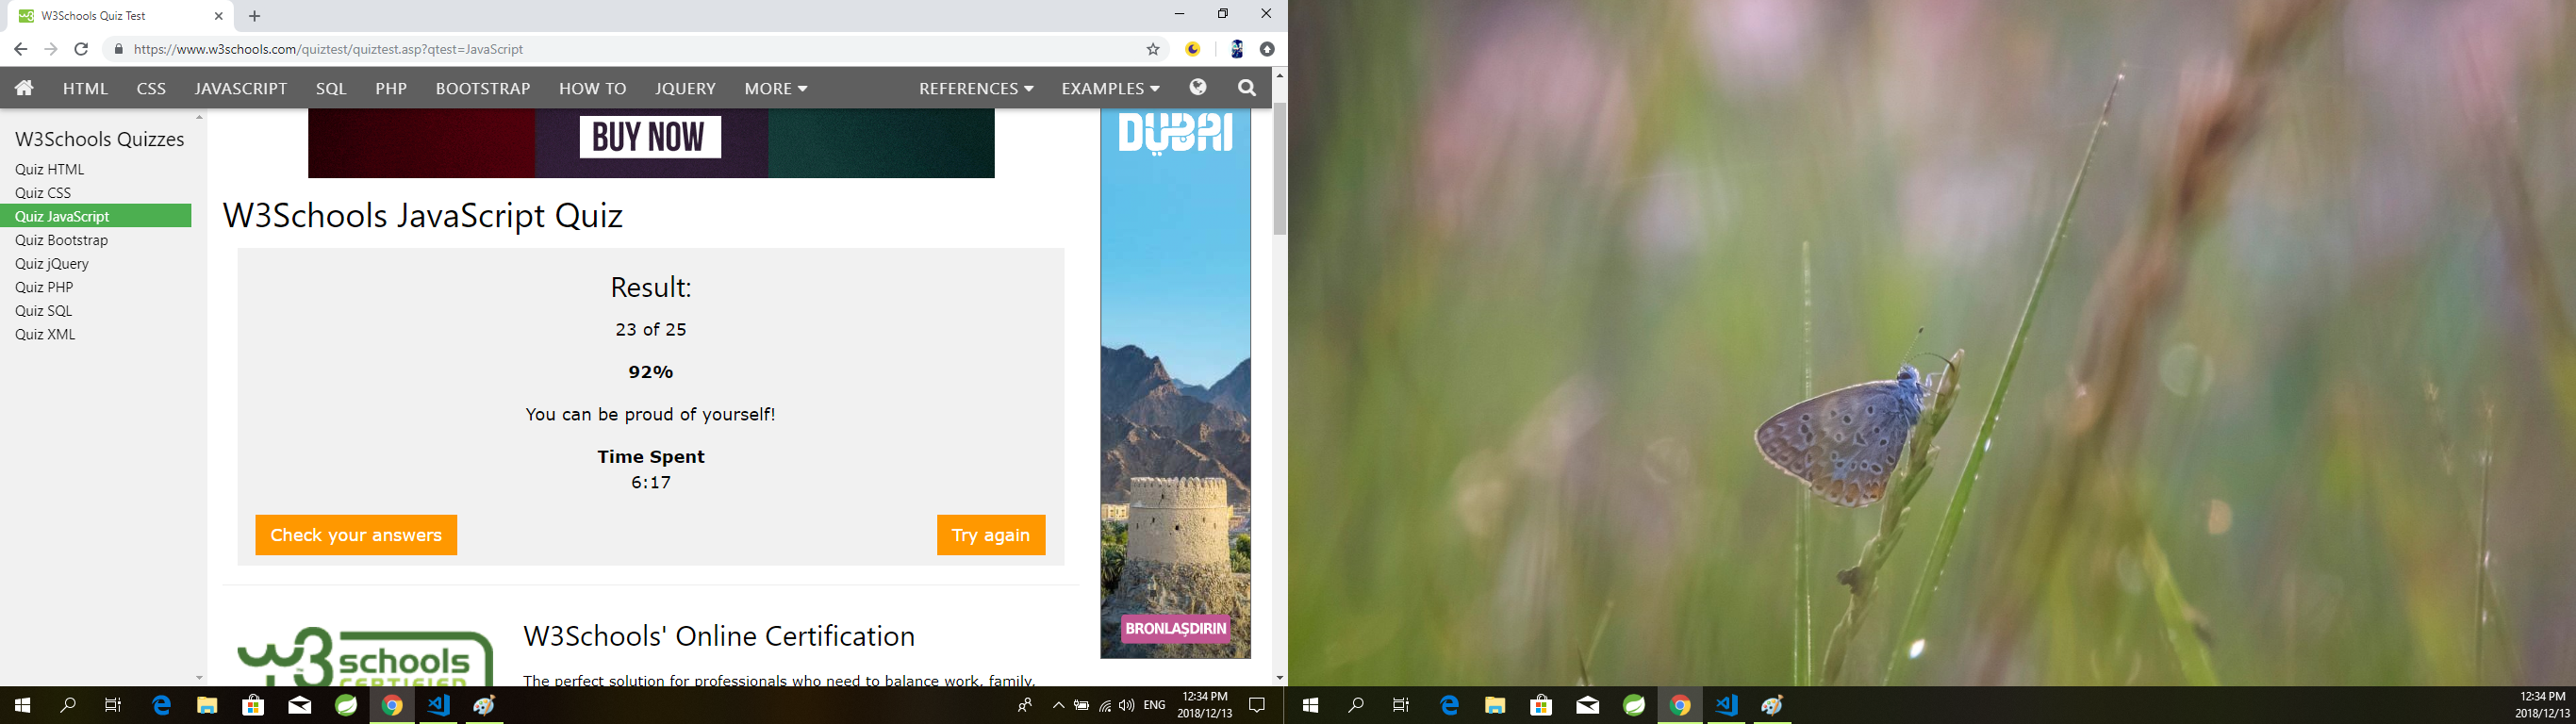 W3Schools Quiz Test
https://www.w3schools.com/quiztest/quiztest.asp?qtest=JavaScript
HTML CSS JAVASCRIPT SQL PHP BOOTSTRAP HOW TO JQUERY MORE REFERENCES EXAMPLES
W3Schools Quizzes
Quiz HTML
Quiz CSS
Quiz JavaScript
Quiz Bootstrap
Quiz jQuery
Quiz PHP
Quiz SQL
Quiz XML
BUY NOW
W3Schools JavaScript Quiz
Result:
23 of 25
92%
You can be proud of yourself!
Time Spent
6:17
Check your answers
Try again
w3schools
CERTIFIED
W3Schools' Online Certification
The perfect solution for professionals who need to balance work, family,
DUBAI
BRONLAŞDIRIN
ENG
12:34 PM
2018/12/13
12:34 PM
2018/12/13